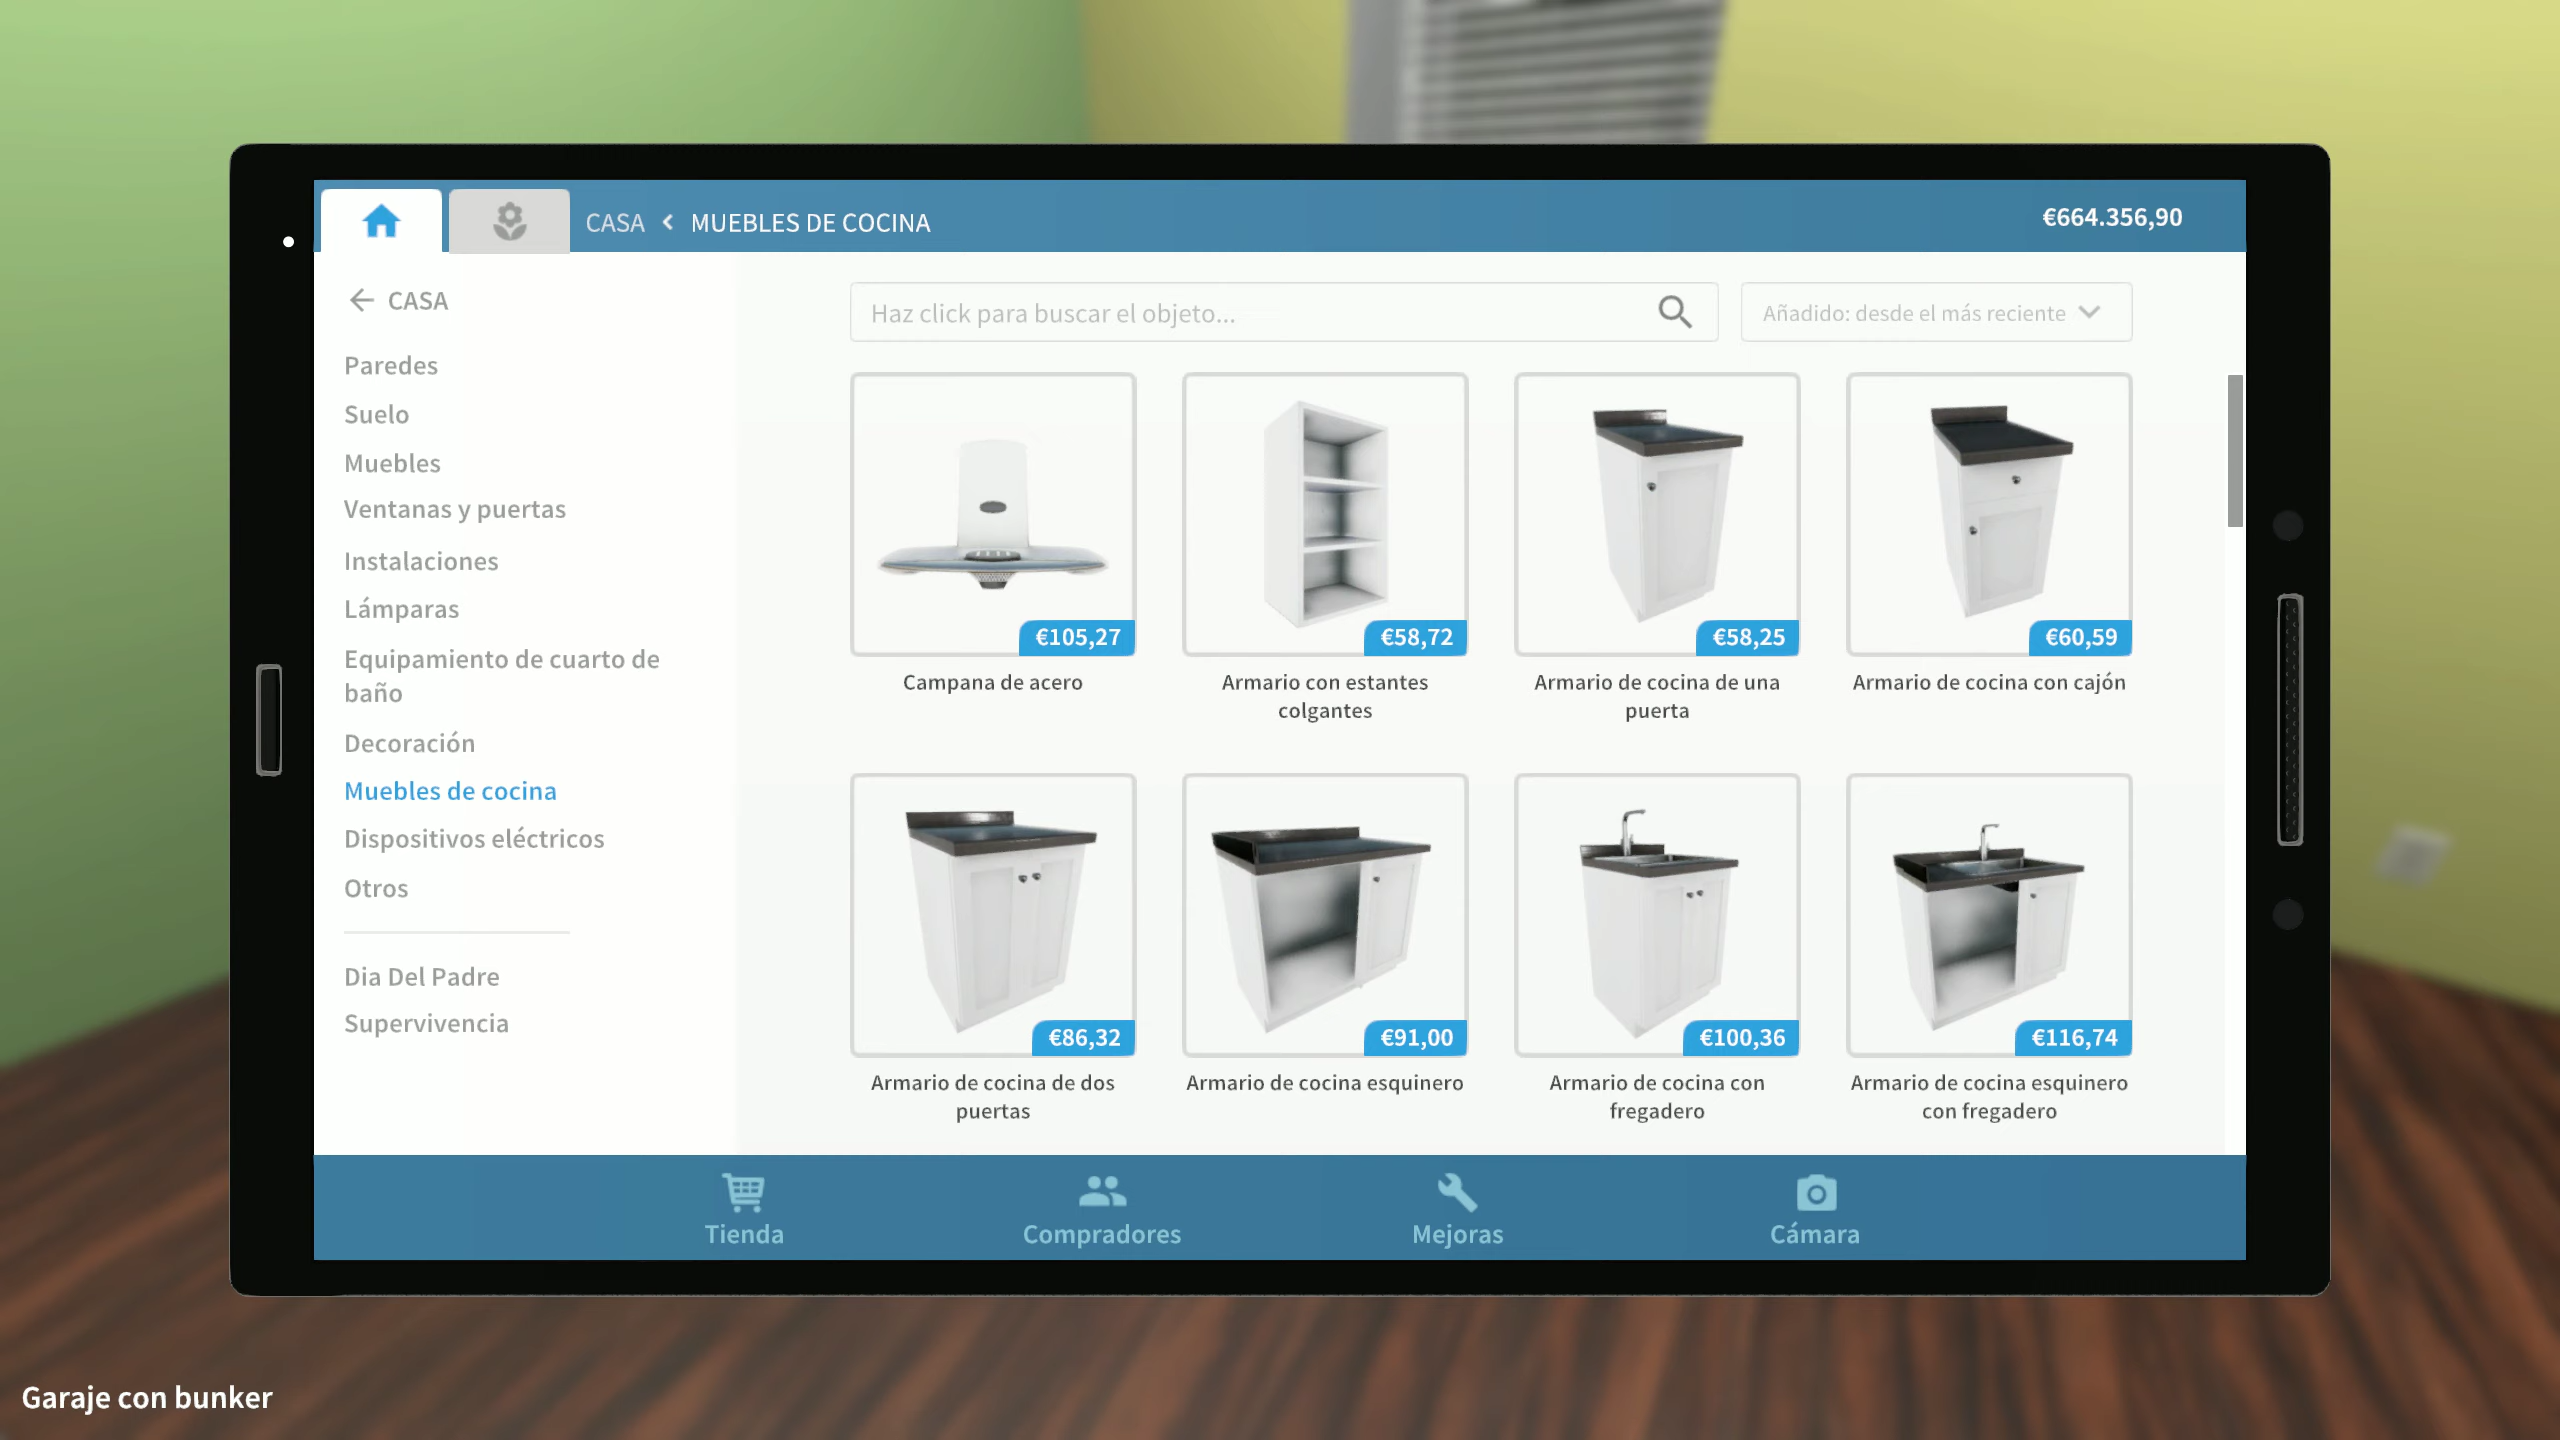 CASA < MUEBLES DE COCINA
€664.356,90
CASA
Paredes
Suelo
Muebles
Ventanas y puertas
Instalaciones
Lámparas
Equipamiento de cuarto de
baño
Decoración
Muebles de cocina
Dispositivos eléctricos
Otros
Dia Del Padre
Supervivencia
Haz click para buscar el objeto...
Añadido: desde el más reciente
€105,27
Campana de acero
€58,72
Armario con estantes
colgantes
€58,25
Armario de cocina de una
puerta
€60,59
Armario de cocina con cajón
€86,32
Armario de cocina de dos
puertas
€91,00
Armario de cocina esquinero
€100,36
Armario de cocina con
fregadero
€116,74
Armario de cocina esquinero
con fregadero
Tienda
Compradores
Mejoras
Cámara
Garaje con bunker